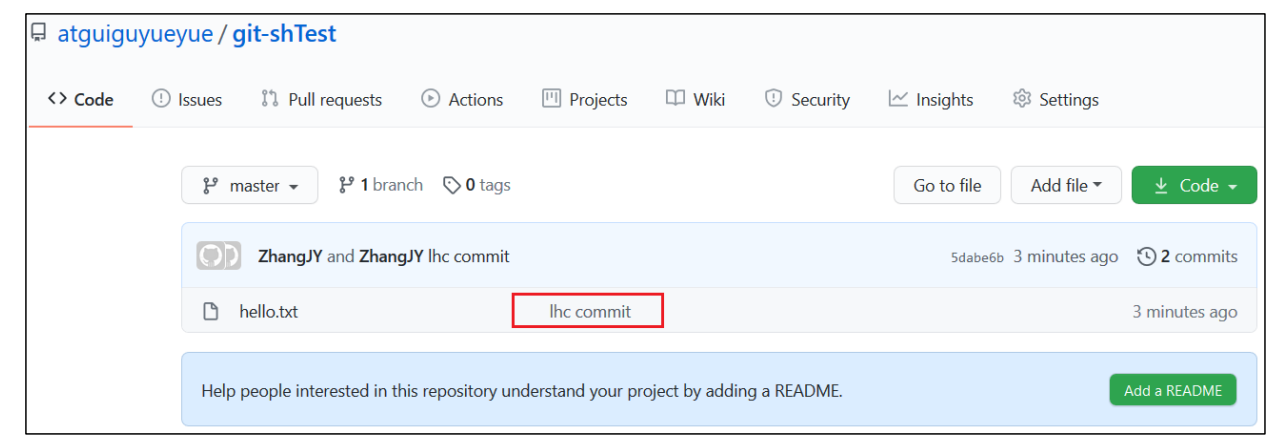 atguiguyueyue / git-shTest
Code Issues Pull requests Actions Projects Wiki Security Insights Settings
master 1 branch 0 tags Go to file Add file Code
ZhangJY and ZhangJY lhc commit 5dabe6b 3 minutes ago 2 commits
hello.txt lhc commit 3 minutes ago
Help people interested in this repository understand your project by adding a README. Add a README